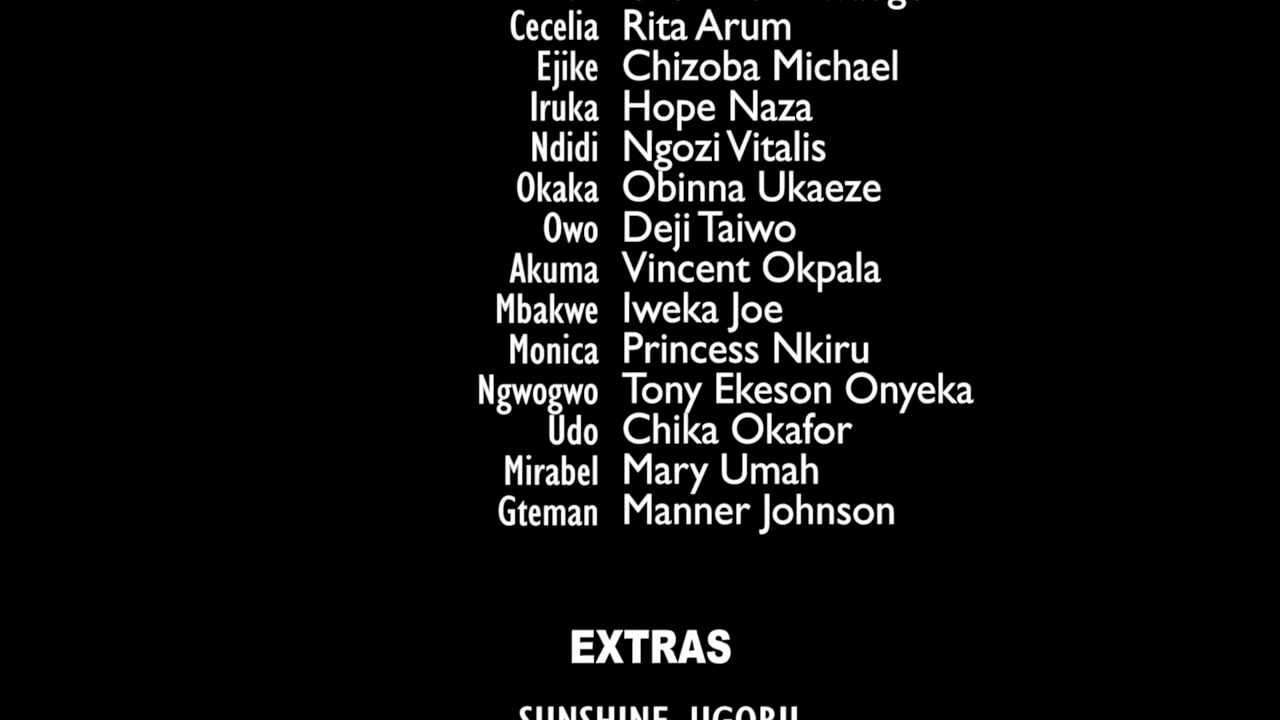 Cecelia Rita Arum
Ejike Chizoba Michael
Iruka Hope Naza
Ndidi Ngozi Vitalis
Okaka Obinna Ukaeze
Owo Deji Taiwo
Akuma Vincent Okpala
Mbakwe Iweka Joe
Monica Princess Nkiru
Ngwogwo Tony Ekeson Onyeka
Udo Chika Okafor
Mirabel Mary Umah
Gteman Manner Johnson
EXTRAS
SUNSHINE UGORU